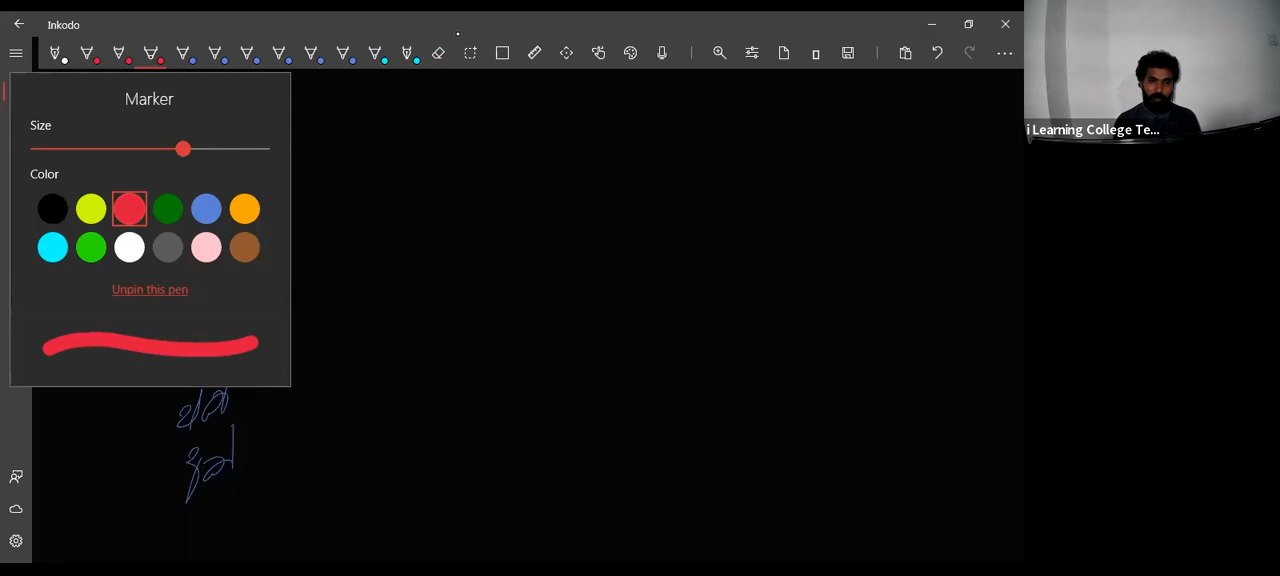 Inkodo
i Learning College Te...
Marker
Size
Color
Unpin this pen